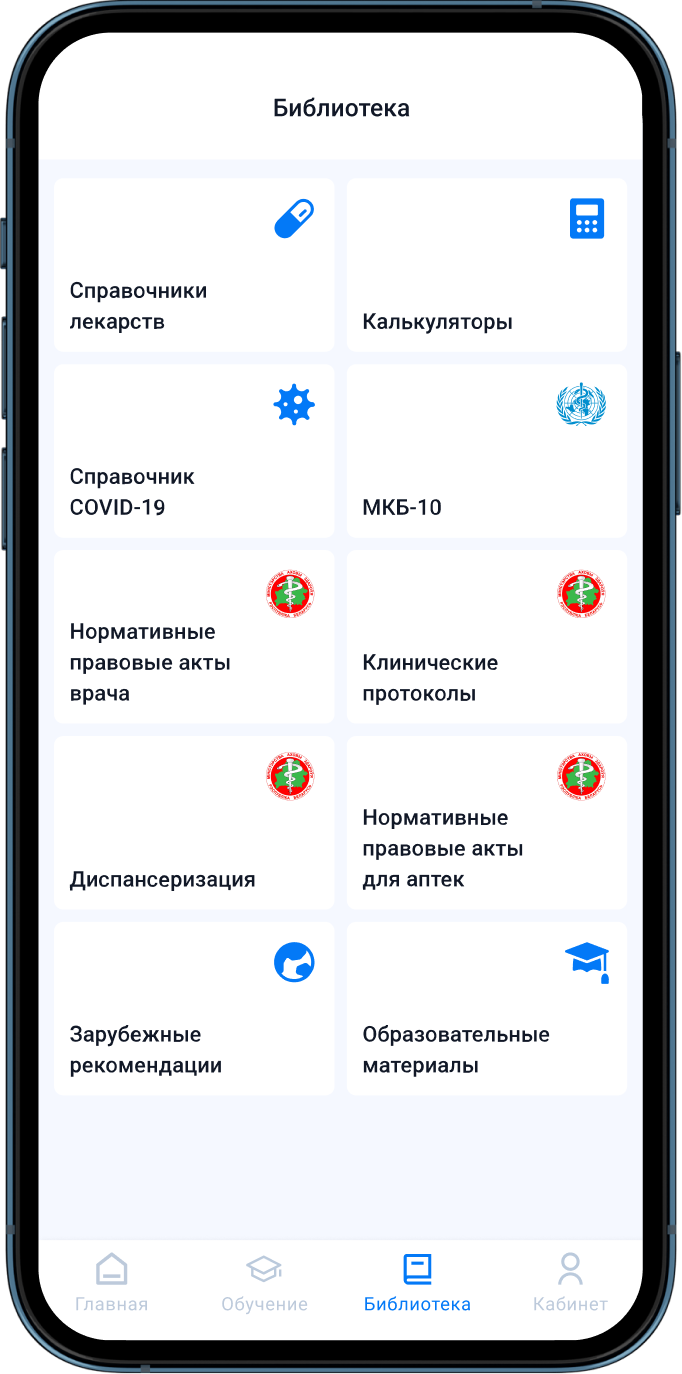 Библиотека
Справочники
лекарств
Калькуляторы
Справочник
COVID-19
МКБ-10
Нормативные
правовые акты
врача
Клинические
протоколы
Диспансеризация
Нормативные
правовые акты
для аптек
Зарубежные
рекомендации
Образовательные
материалы
Главная
Обучение
Библиотека
Кабинет